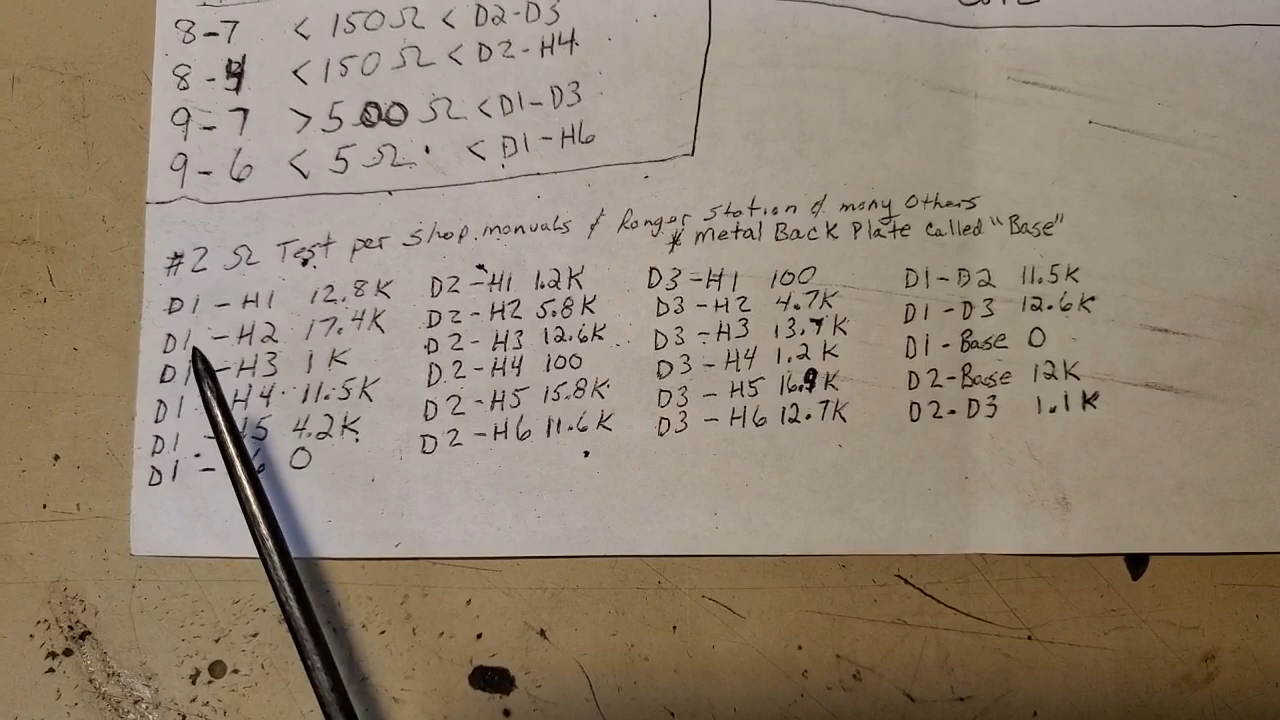 8-7 < 150 Ω < D2-D3
8-4 < 150 Ω < D2-H4
9-7 > 500 Ω < D1-D3
9-6 < 5 Ω. < D1-H6
#2 Ω Test per Shop manuals & Ranger Station & many Others
* metal Back Plate called "Base"
D1-H1 12.8K
D1-H2 17.4K
D1-H3 1K
D1 H4 11.5K
D1-H5 4.2K
D1-6 0
D2-H1 1.2K
D2-H2 5.8K
D2-H3 12.6K
D2-H4 100
D2-H5 15.8K
D2-H6 11.6K
D3-H1 100
D3-H2 4.7K
D3-H3 13.7K
D3-H4 1.2K
D3-H5 16.9K
D3-H6 12.7K
D1-D2 11.5K
D1-D3 12.6K
D1-Base 0
D2-Base 12K
D2-D3 1.1K